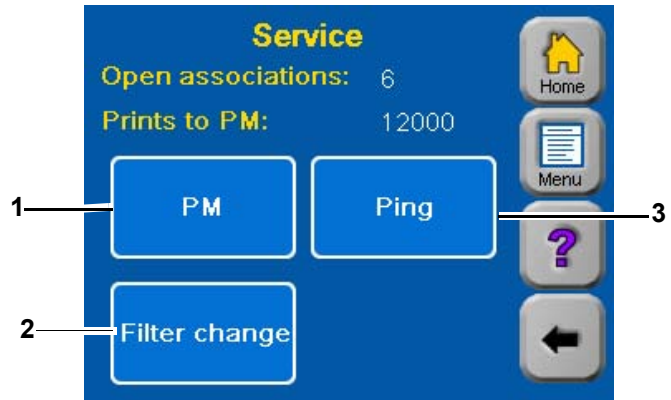 Service
Open associations: 6
Prints to PM: 12000
Home
Menu
1 PM Ping 3
?
2 Filter change